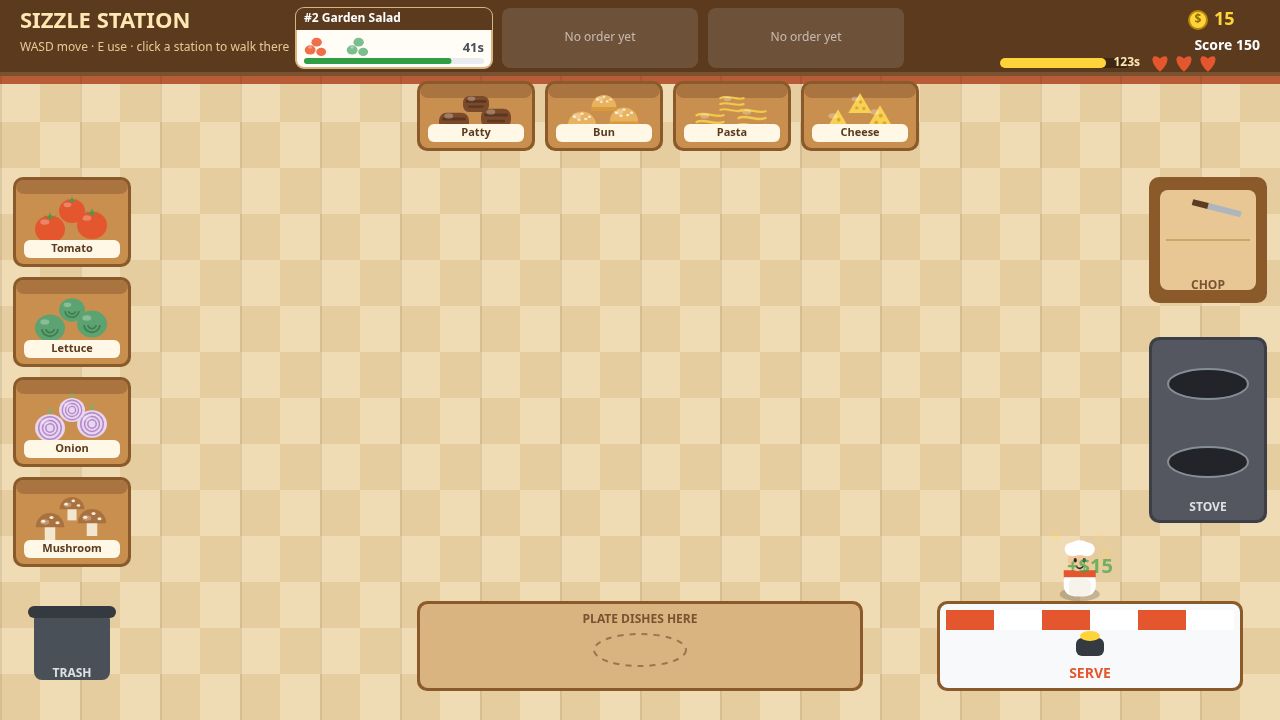 SIZZLE STATION
WASD move · E use · click a station to walk there
#2 Garden Salad
41s
No order yet
No order yet
$ 15
Score 150
123s
Patty
Bun
Pasta
Cheese
Tomato
Lettuce
Onion
Mushroom
TRASH
CHOP
STOVE
+$15
PLATE DISHES HERE
SERVE